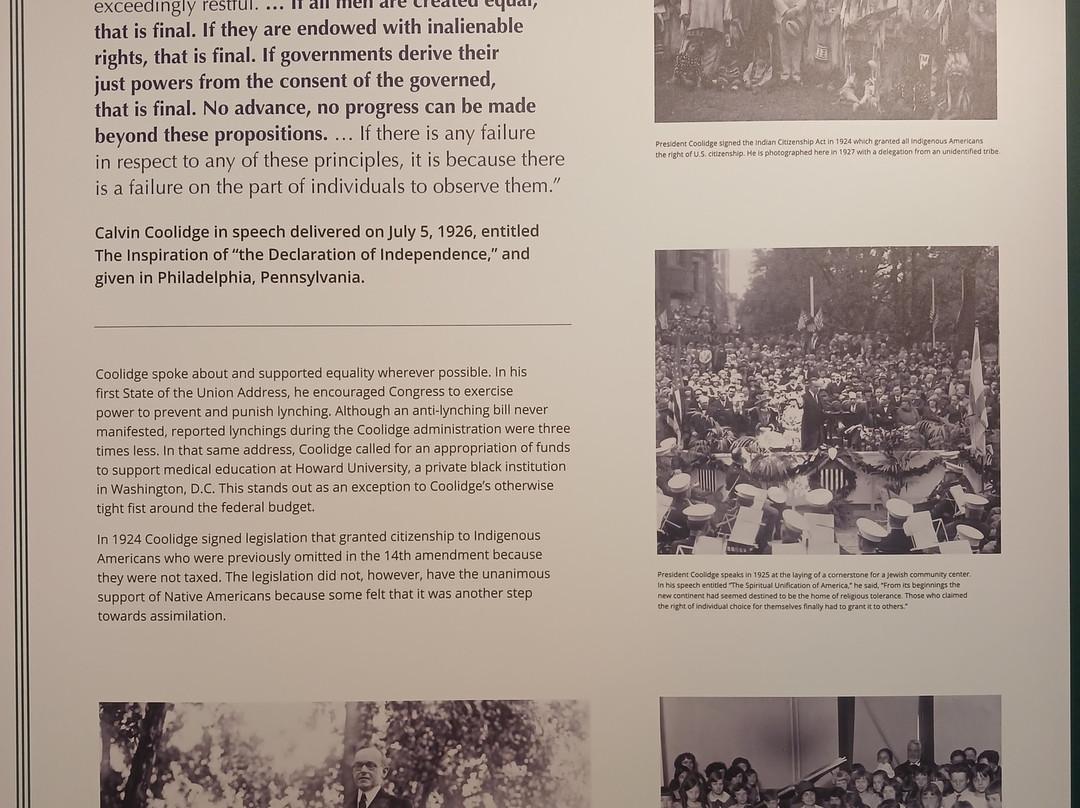 exceedingly restful. … If all men are created equal,
that is final. If they are endowed with inalienable
rights, that is final. If governments derive their
just powers from the consent of the governed,
that is final. No advance, no progress can be made
beyond these propositions. … If there is any failure
in respect to any of these principles, it is because there
is a failure on the part of individuals to observe them.”
Calvin Coolidge in speech delivered on July 5, 1926, entitled
The Inspiration of “the Declaration of Independence,” and
given in Philadelphia, Pennsylvania.
Coolidge spoke about and supported equality wherever possible. In his
first State of the Union Address, he encouraged Congress to exercise
power to prevent and punish lynching. Although an anti-lynching bill never
manifested, reported lynchings during the Coolidge administration were three
times less. In that same address, Coolidge called for an appropriation of funds
to support medical education at Howard University, a private black institution
in Washington, D.C. This stands out as an exception to Coolidge’s otherwise
tight fist around the federal budget.
In 1924 Coolidge signed legislation that granted citizenship to Indigenous
Americans who were previously omitted in the 14th amendment because
they were not taxed. The legislation did not, however, have the unanimous
support of Native Americans because some felt that it was another step
towards assimilation.
President Coolidge signed the Indian Citizenship Act in 1924 which granted all Indigenous Americans
the right of U.S. citizenship. He is photographed here in 1927 with a delegation from an unidentified tribe.
President Coolidge speaks in 1925 at the laying of a cornerstone for a Jewish community center.
In his speech entitled “The Spiritual Unification of America,” he said, “From its beginnings the
new continent had seemed destined to be the home of religious tolerance. Those who claimed
the right of individual choice for themselves finally had to grant it to others.”